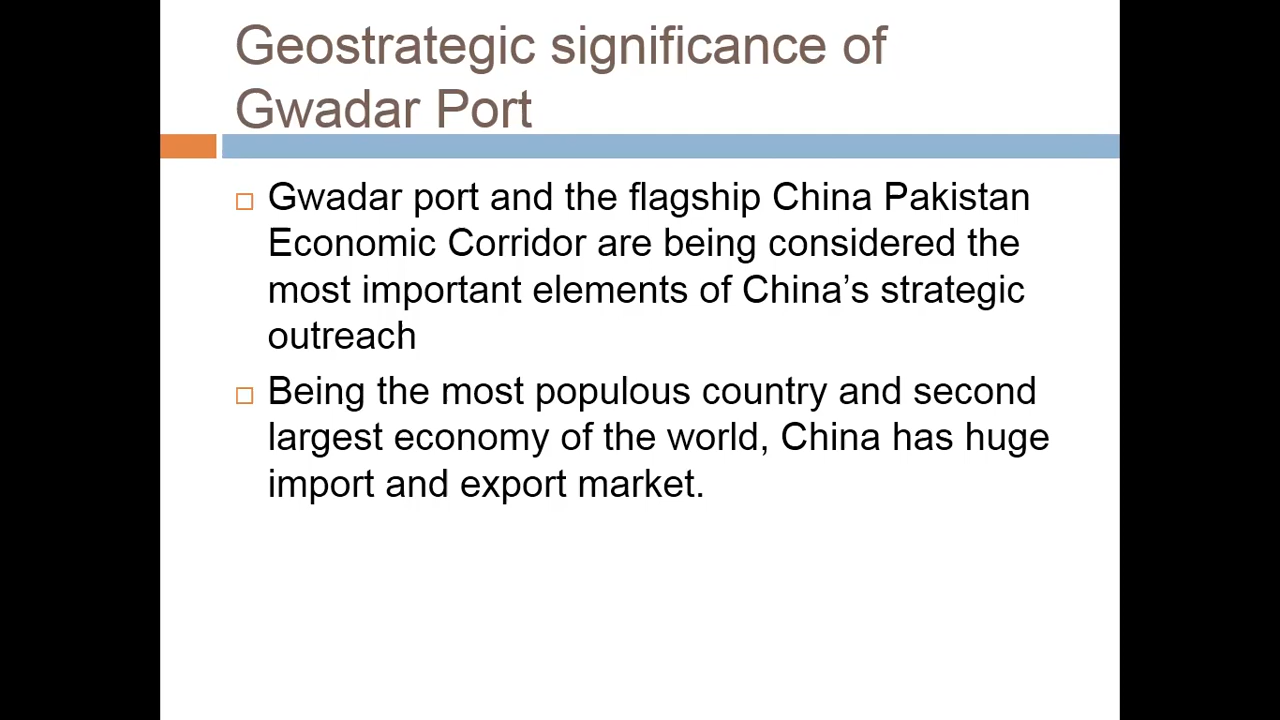 Geostrategic significance of
Gwadar Port
Gwadar port and the flagship China Pakistan
Economic Corridor are being considered the
most important elements of China’s strategic
outreach
Being the most populous country and second
largest economy of the world, China has huge
import and export market.